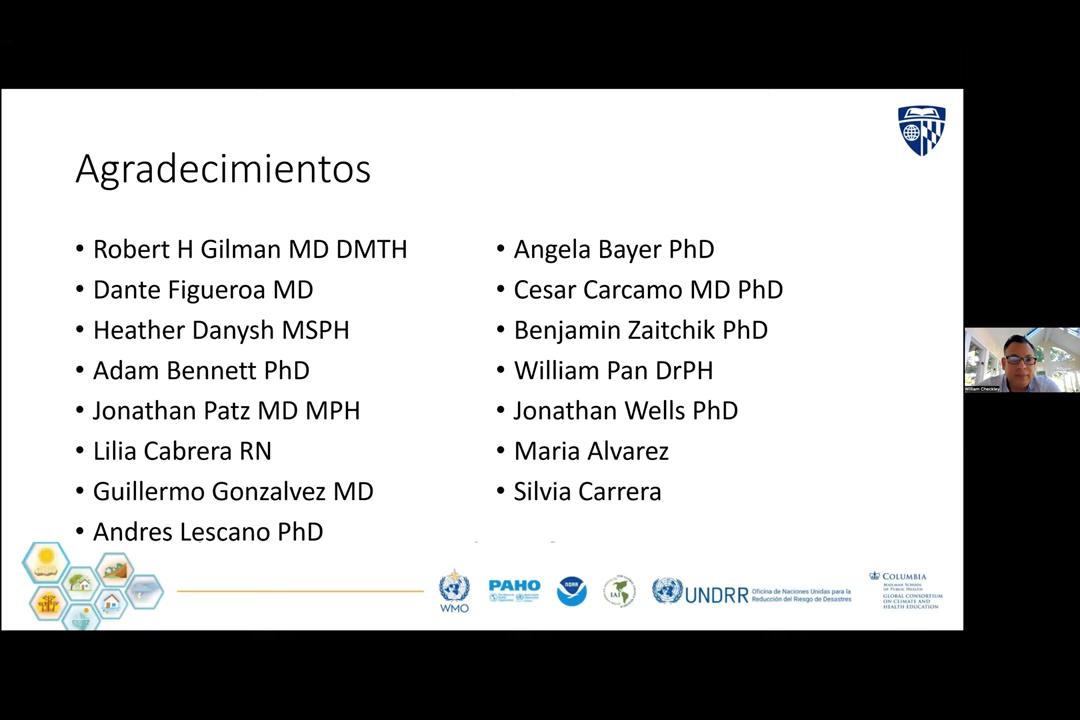 Agradecimientos
• Robert H Gilman MD DMTH
• Dante Figueroa MD
• Heather Danysh MSPH
• Adam Bennett PhD
• Jonathan Patz MD MPH
• Lilia Cabrera RN
• Guillermo Gonzalvez MD
• Andres Lescano PhD
• Angela Bayer PhD
• Cesar Carcamo MD PhD
• Benjamin Zaitchik PhD
• William Pan DrPH
• Jonathan Wells PhD
• Maria Alvarez
• Silvia Carrera
William Checkley
WMO
PAHO
NOAA
IAI
UNDRR
Oficina de Naciones Unidas para la
Reducción del Riesgo de Desastres
COLUMBIA
MAILMAN SCHOOL
OF PUBLIC HEALTH
GLOBAL CONSORTIUM
ON CLIMATE AND
HEALTH EDUCATION